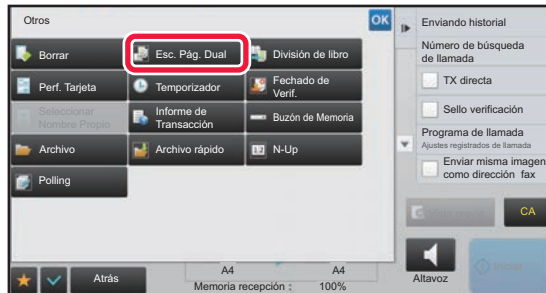 Otros
OK
Borrar
Esc. Pág. Dual
División de libro
Perf. Tarjeta
Temporizador
Fechado de
Verif.
Seleccionar
Nombre Propio
Informe de
Transacción
Buzón de Memoria
Archivo
Archivo rápido
N-Up
Polling
Atrás
A4
A4
Memoria recepción :
100%
Enviando historial
Número de búsqueda
de llamada
TX directa
Sello verificación
Programa de llamada
Ajustes registrados de llamada
Enviar misma imagen
como dirección fax
CA
Altavoz